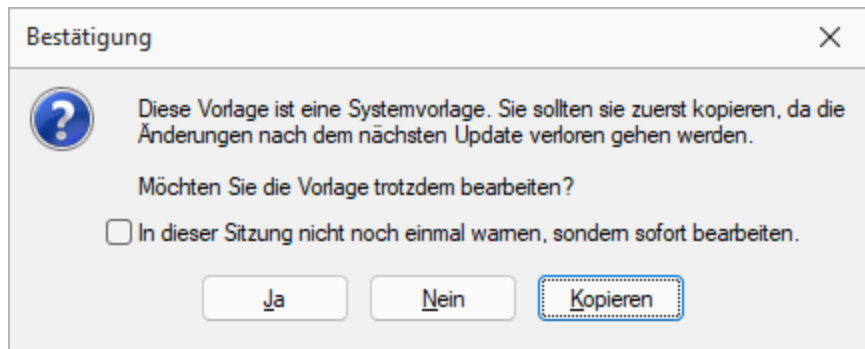 Bestätigung
Diese Vorlage ist eine Systemvorlage. Sie sollten sie zuerst kopieren, da die
Änderungen nach dem nächsten Update verloren gehen werden.
Möchten Sie die Vorlage trotzdem bearbeiten?
In dieser Sitzung nicht noch einmal warnen, sondern sofort bearbeiten.
Ja Nein Kopieren